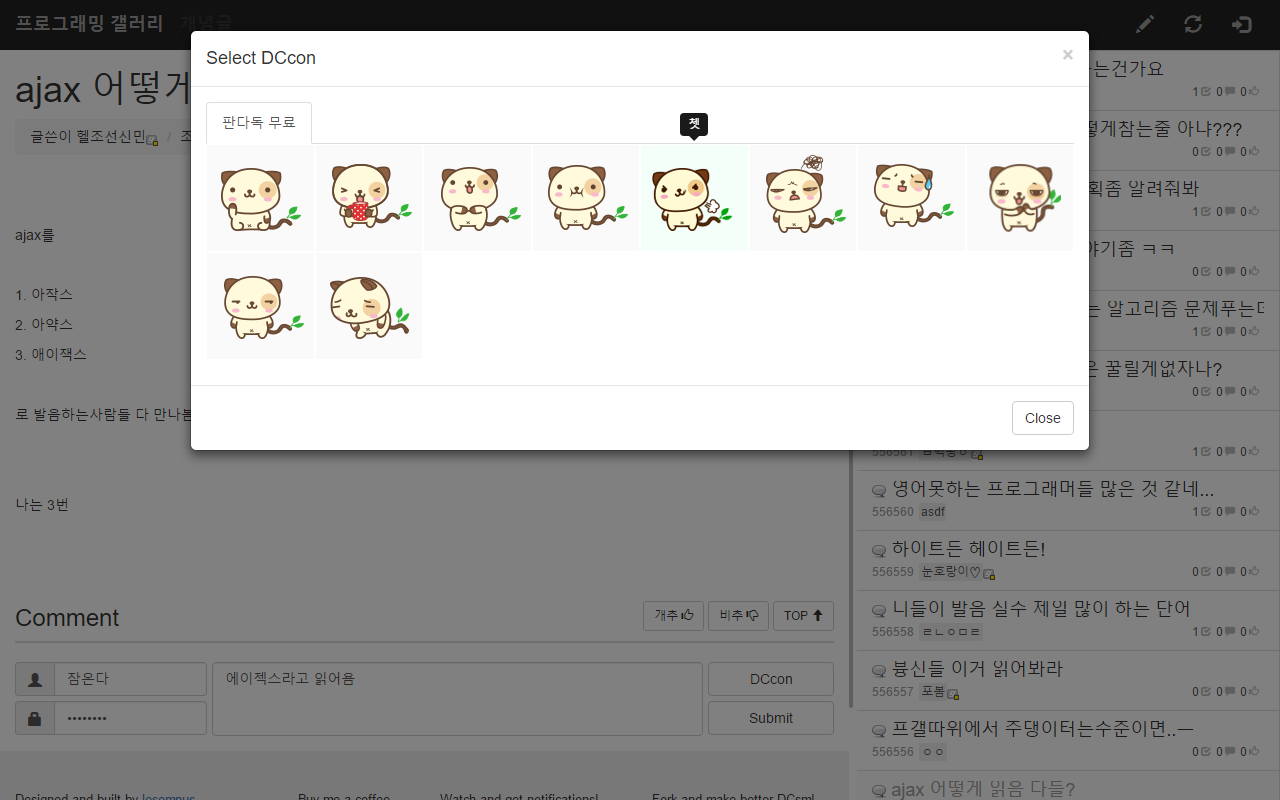 프로그래밍 갤러리 개념글
Select DCcon ×
판다독 무료
쳇
Close
ajax 어떻게
글쓴이 헬조선신민 / 조
ajax를
1. 아작스
2. 아약스
3. 애이잭스
로 발음하는사람들 다 만나봄
나는 3번
Comment
개추
비추
TOP
잠온다
••••••••
에이젝스라고 읽어욤
DCcon
Submit
Designed and built by
Buy me a coffee
Watch and get notifications!
Fork and make better DCsml
는건가요
1 0 0
떻게참는줄 아냐???
0 0 0
획좀 알려줘봐
1 0 0
야기좀 ㅋㅋ
0 0 0
는 알고리즘 문제푸는데
1 0 0
은 꿀릴게없자나?
0 0 0
556561
1 0 0
영어못하는 프로그래머들 많은 것 같네...
556560 asdf
1 0 0
하이트든 헤이트든!
556559 눈호랑이♡
0 0 0
니들이 발음 실수 제일 많이 하는 단어
556558 ㄹㄴㅇㅁㄹ
1 0 0
븅신들 이거 읽어봐라
556557 포봄
0 0 0
프갤따위에서 주댕이터는수준이면..ㅡ
556556 ㅇㅇ
0 0 0
ajax 어떻게 읽음 다들?